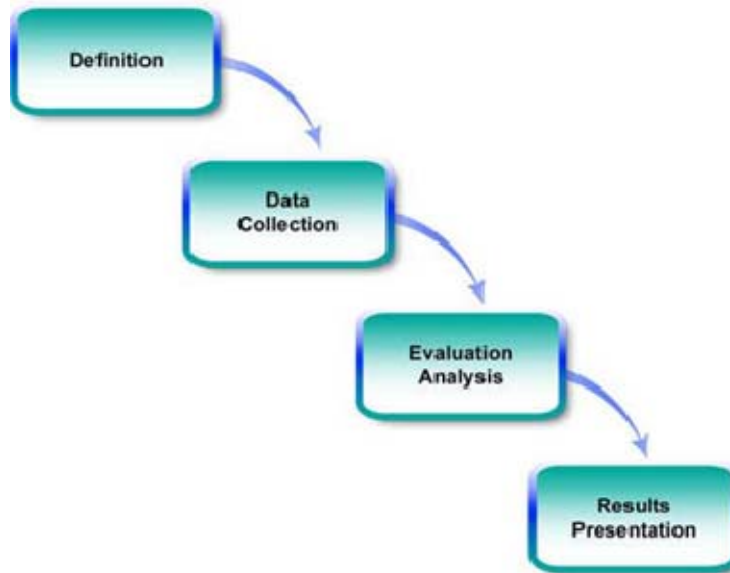 Definition
Data
Collection
Evaluation
Analysis
Results
Presentation